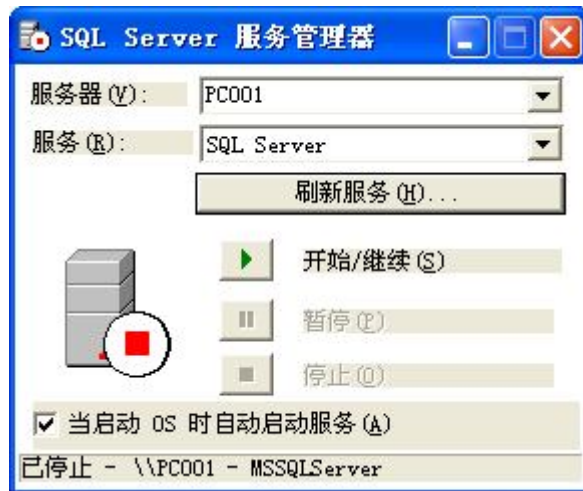 SQL Server 服务管理器
服务器(V): PC001
服务(R): SQL Server
刷新服务(H)...
开始/继续(S)
暂停(P)
停止(O)
当启动 OS 时自动启动服务(A)
已停止 - \\PC001 - MSSQLServer